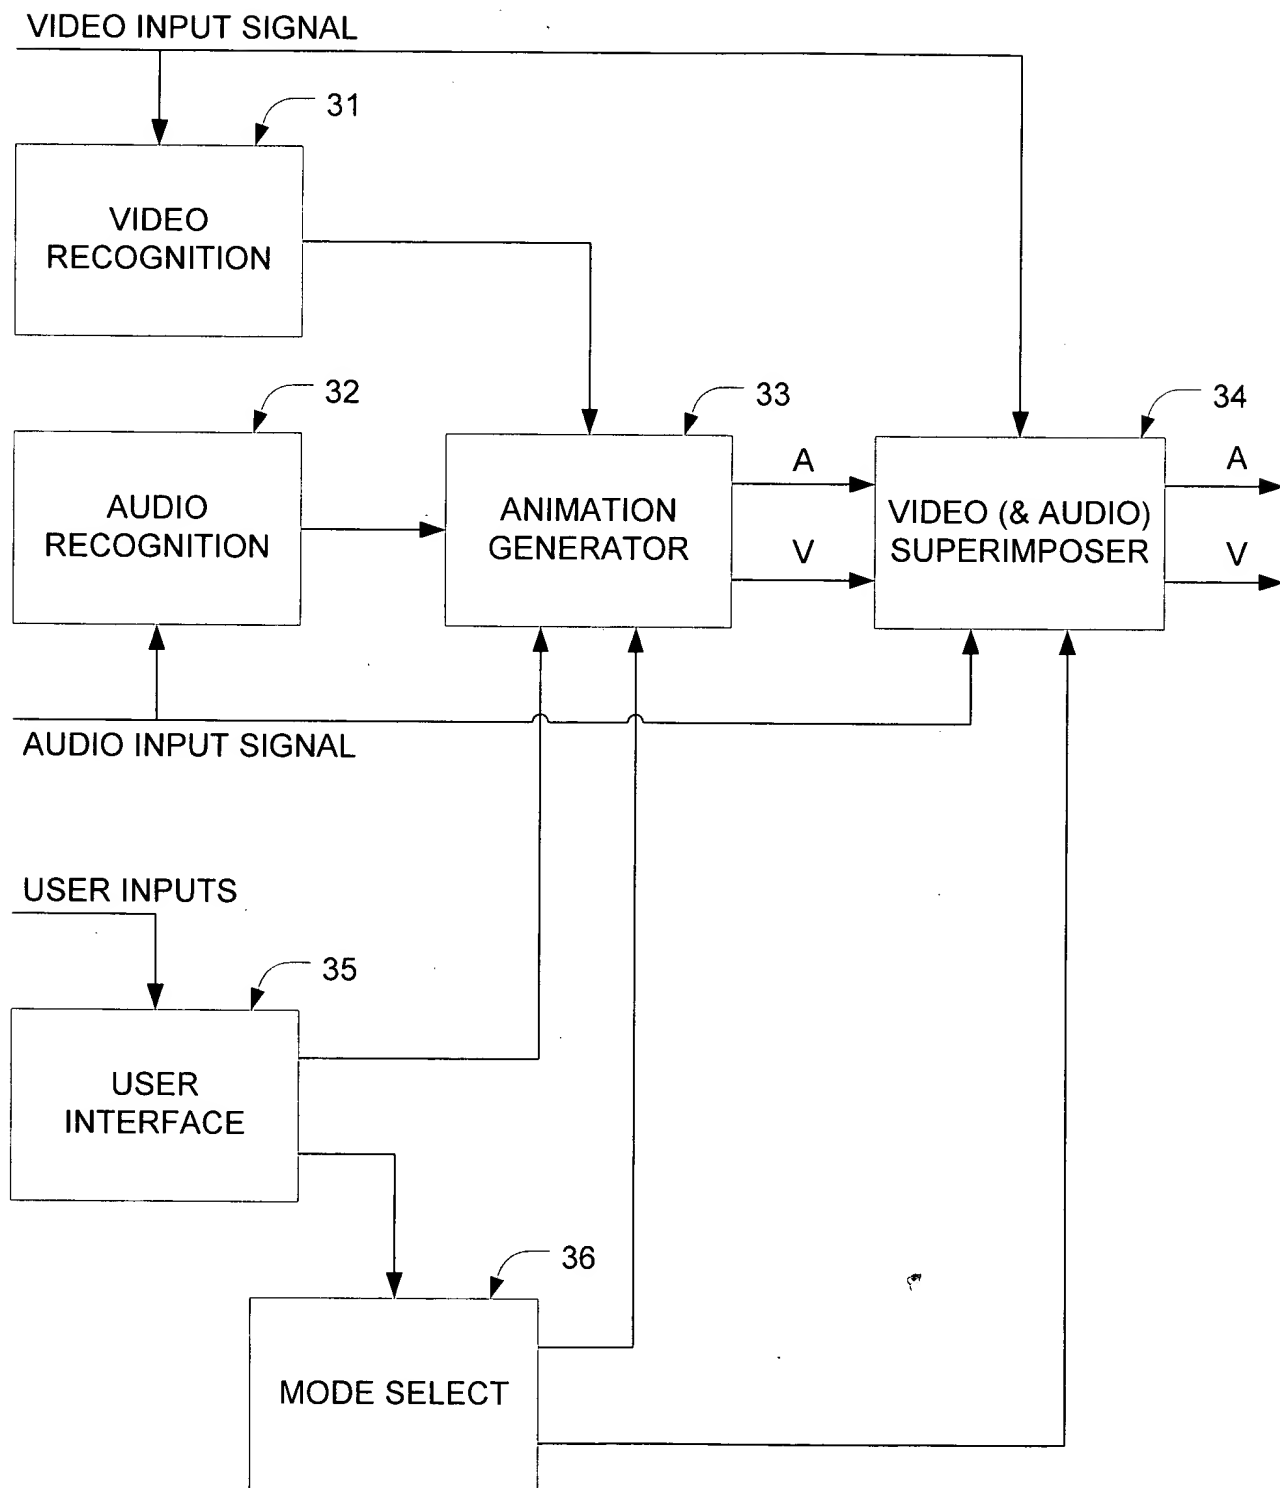 VIDEO INPUT SIGNAL
31
VIDEO
RECOGNITION
32
AUDIO
RECOGNITION
33
ANIMATION
GENERATOR
A
V
34
VIDEO (& AUDIO)
SUPERIMPOSER
A
V
AUDIO INPUT SIGNAL
USER INPUTS
35
USER
INTERFACE
36
MODE SELECT